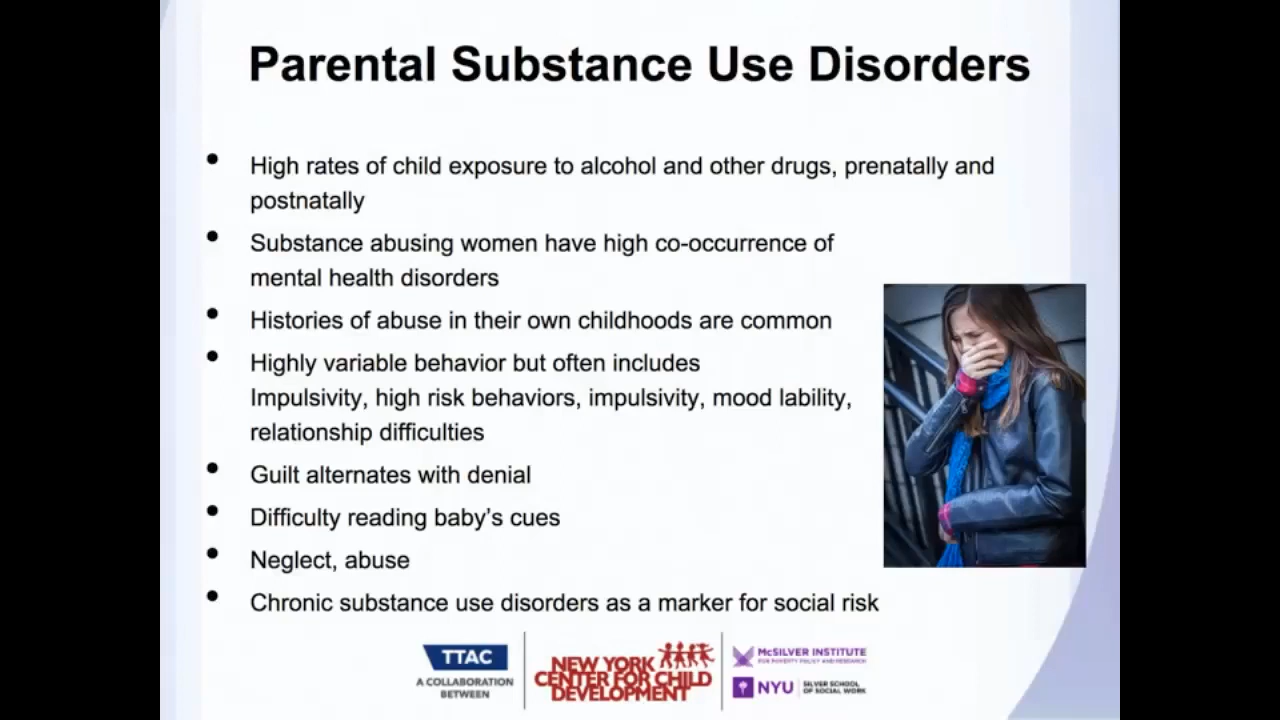 Parental Substance Use Disorders
• High rates of child exposure to alcohol and other drugs, prenatally and
postnatally
• Substance abusing women have high co-occurrence of
mental health disorders
• Histories of abuse in their own childhoods are common
• Highly variable behavior but often includes
Impulsivity, high risk behaviors, impulsivity, mood lability,
relationship difficulties
• Guilt alternates with denial
• Difficulty reading baby's cues
• Neglect, abuse
• Chronic substance use disorders as a marker for social risk
TTAC
A COLLABORATION
BETWEEN
NEW YORK
CENTER FOR CHILD
DEVELOPMENT
McSILVER INSTITUTE
FOR POVERTY POLICY AND RESEARCH
NYU
SILVER SCHOOL
OF SOCIAL WORK